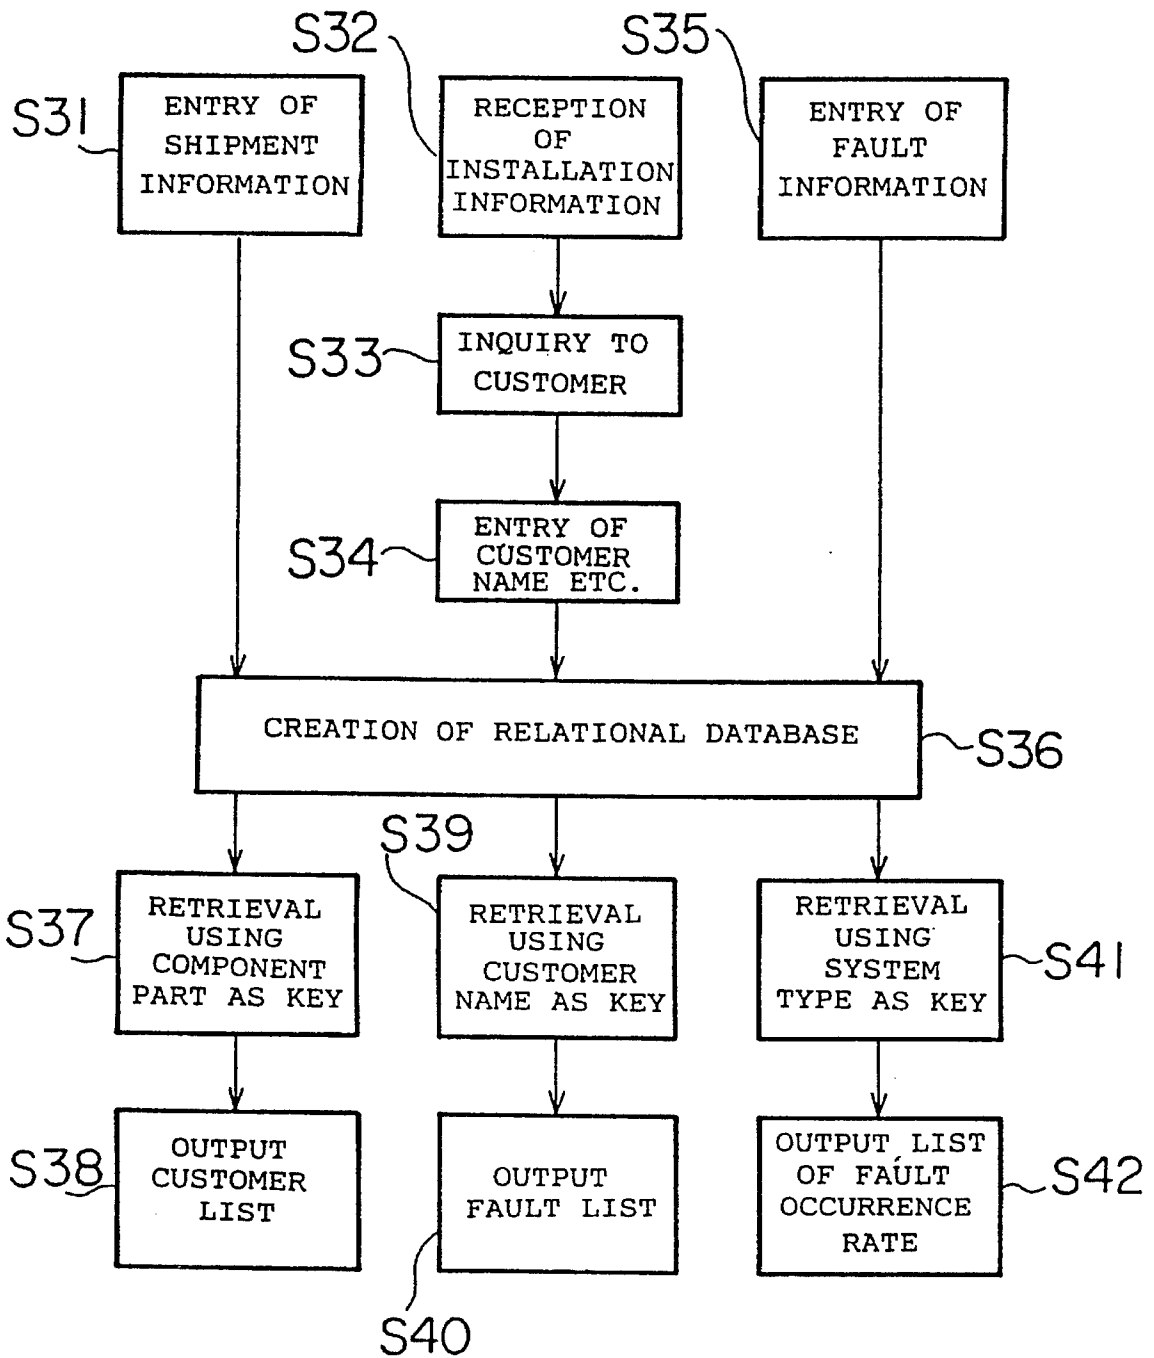 S31
ENTRY OF
SHIPMENT
INFORMATION
S32
RECEPTION
OF
INSTALLATION
INFORMATION
S35
ENTRY OF
FAULT
INFORMATION
S33
INQUIRY TO
CUSTOMER
S34
ENTRY OF
CUSTOMER
NAME ETC.
CREATION OF RELATIONAL DATABASE
S36
S37
RETRIEVAL
USING
COMPONENT
PART AS KEY
S39
RETRIEVAL
USING
CUSTOMER
NAME AS KEY
RETRIEVAL
USING
SYSTEM
TYPE AS KEY
S41
S38
OUTPUT
CUSTOMER
LIST
OUTPUT
FAULT LIST
S40
OUTPUT LIST
OF FAULT
OCCURRENCE
RATE
S42